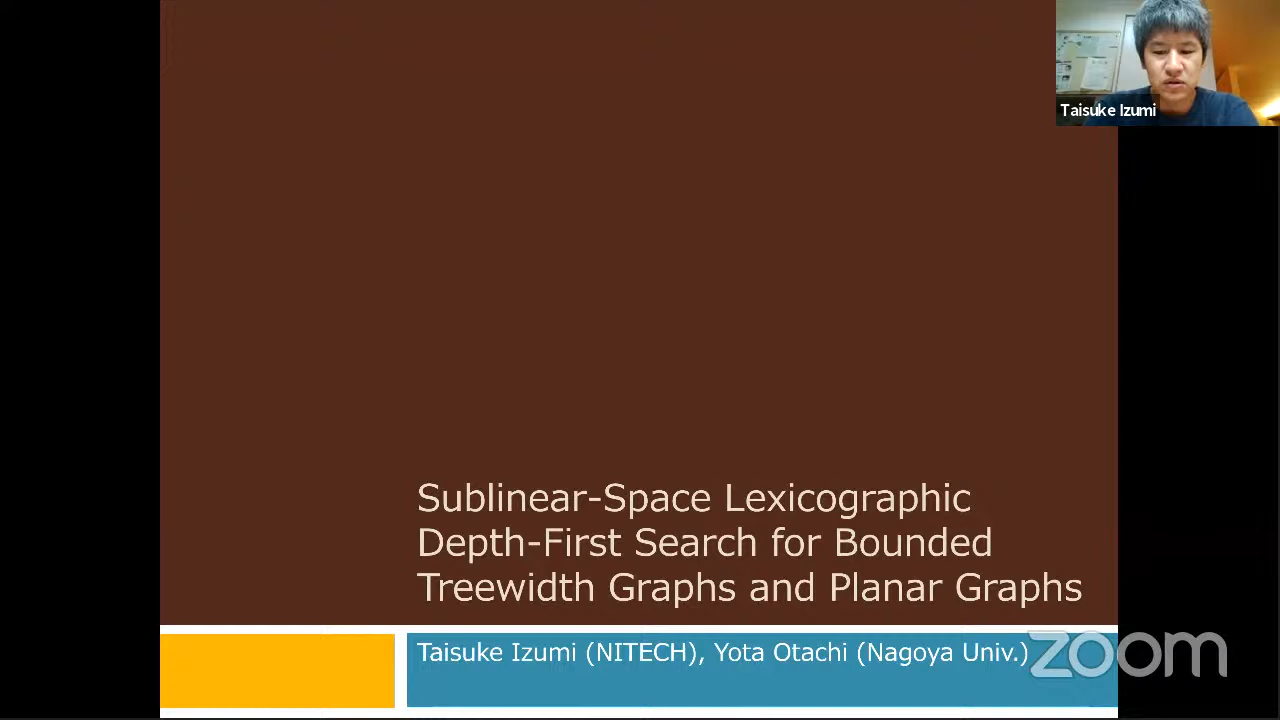 Taisuke Izumi
Sublinear-Space Lexicographic
Depth-First Search for Bounded
Treewidth Graphs and Planar Graphs
Taisuke Izumi (NITECH), Yota Otachi (Nagoya Univ.)
zoom